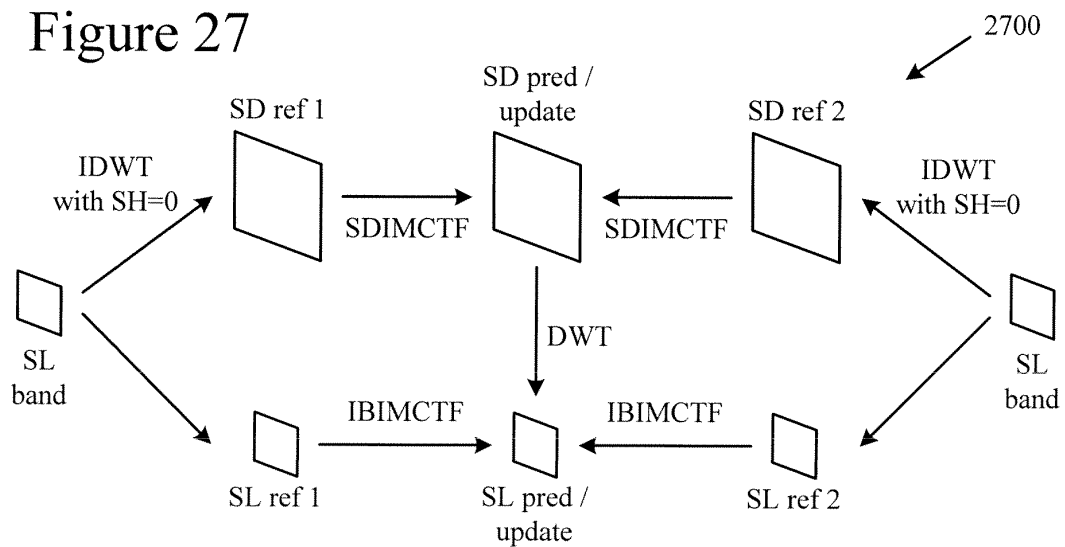 Figure 27
2700
SD pred /
update
SD ref 1
SD ref 2
IDWT
with SH=0
IDWT
with SH=0
SDIMCTF
SDIMCTF
DWT
SL
band
SL
band
IBIMCTF
IBIMCTF
SL ref 1
SL pred /
update
SL ref 2